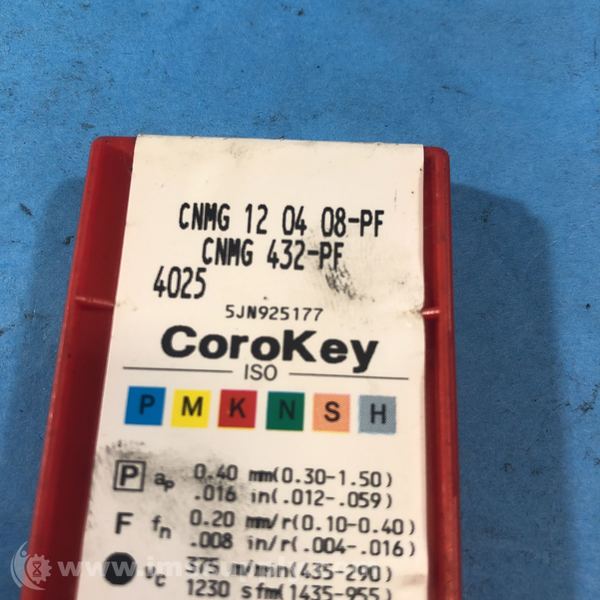 CNMG 12 04 08-PF
CNMG 432-PF
4025
5JN925177
CoroKey
ISO
P M K N S H
P ap 0.40 mm(0.30-1.50)
.016 in(.012-.059)
F fn 0.20 mm/r(0.10-0.40)
.008 in/r(.004-.016)
vc 375 m/min(435-290)
1230 sfm(1435-955)